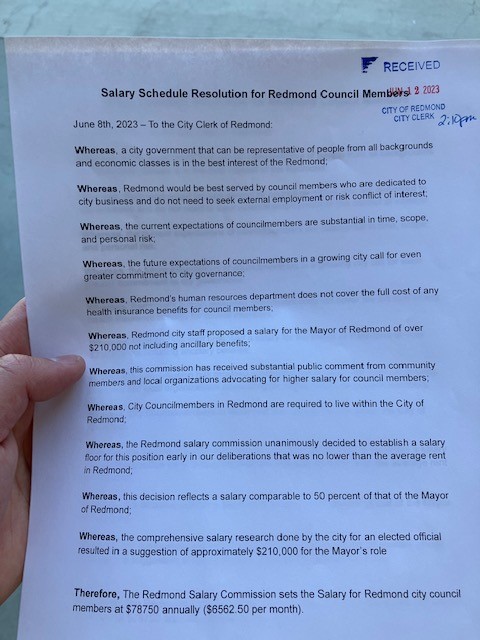 RECEIVED
Salary Schedule Resolution for Redmond Council Members
JUN 12 2023
CITY OF REDMOND
CITY CLERK 2:10pm
June 8th, 2023 – To the City Clerk of Redmond:
Whereas, a city government that can be representative of people from all backgrounds
and economic classes is in the best interest of the Redmond;
Whereas, Redmond would be best served by council members who are dedicated to
city business and do not need to seek external employment or risk conflict of interest;
Whereas, the current expectations of councilmembers are substantial in time, scope,
and personal risk;
Whereas, the future expectations of councilmembers in a growing city call for even
greater commitment to city governance;
Whereas, Redmond's human resources department does not cover the full cost of any
health insurance benefits for council members;
Whereas, Redmond city staff proposed a salary for the Mayor of Redmond of over
$210,000 not including ancillary benefits;
Whereas, this commission has received substantial public comment from community
members and local organizations advocating for higher salary for council members;
Whereas, City Councilmembers in Redmond are required to live within the City of
Redmond;
Whereas, the Redmond salary commission unanimously decided to establish a salary
floor for this position early in our deliberations that was no lower than the average rent
in Redmond;
Whereas, this decision reflects a salary comparable to 50 percent of that of the Mayor
of Redmond;
Whereas, the comprehensive salary research done by the city for an elected official
resulted in a suggestion of approximately $210,000 for the Mayor's role
Therefore, The Redmond Salary Commission sets the Salary for Redmond city council
members at $78750 annually ($6562.50 per month).